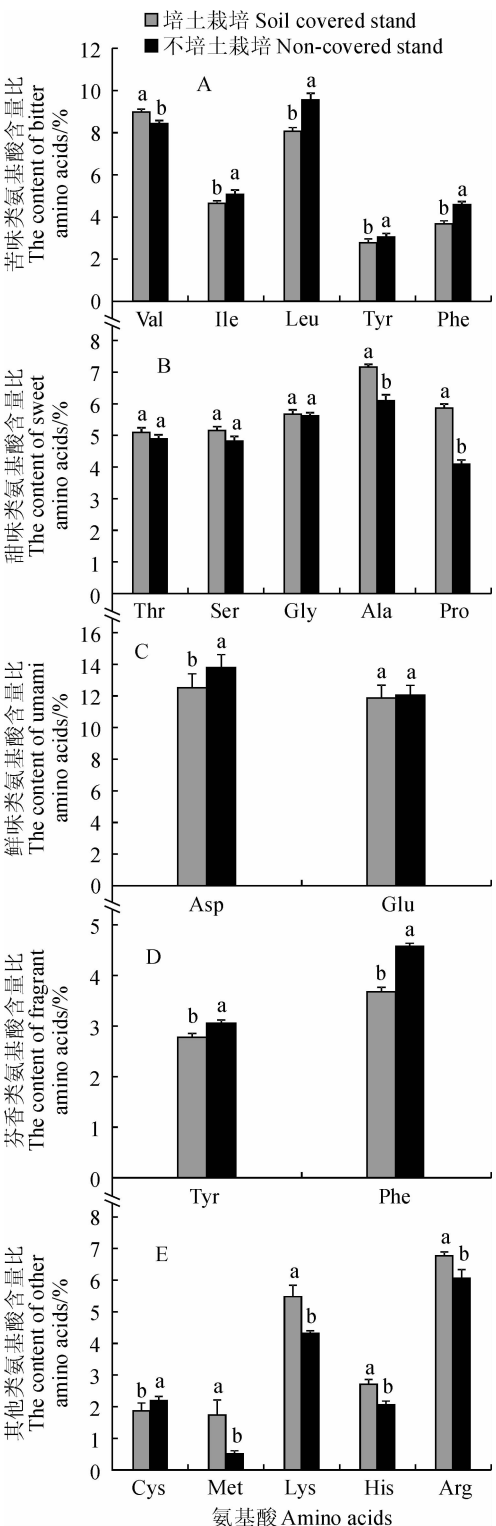 培土栽培 Soil covered stand
不培土栽培 Non-covered stand
苦味类氨基酸含量比
The content of bitter
amino acids/%
12
10
8
6
4
2
0
A
a b
b a
b a
b a
b a
Val Ile Leu Tyr Phe
甜味类氨基酸含量比
The content of sweet
amino acids/%
8
7
6
5
4
3
2
1
0
B
a a
a a
a a
a b
a b
Thr Ser Gly Ala Pro
鲜味类氨基酸含量比
The content of umami
amino acids/%
16
14
12
10
8
6
4
2
0
C
b a
a a
Asp Glu
芬香类氨基酸含量比
The content of fragrant
amino acids/%
5
4
3
2
1
0
D
b a
b a
Tyr Phe
其他类氨基酸含量比
The content of other
amino acids/%
8
7
6
5
4
3
2
1
0
E
b a
a b
a b
a b
a b
Cys Met Lys His Arg
氨基酸 Amino acids